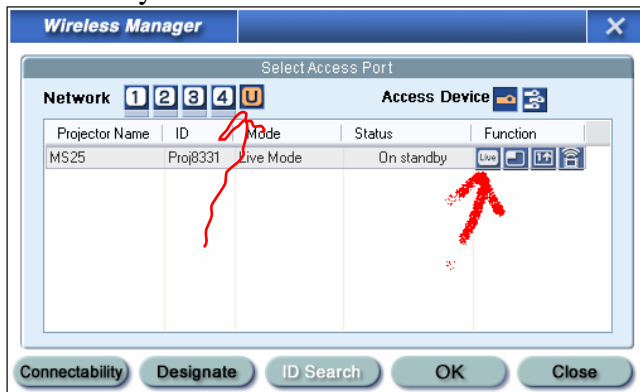 Wireless Manager
Select Access Port
Network 1 2 3 4 U Access Device
Projector Name ID Mode Status Function
MS25 Proj8331 Live Mode On standby Live
Connectability Designate ID Search OK Close